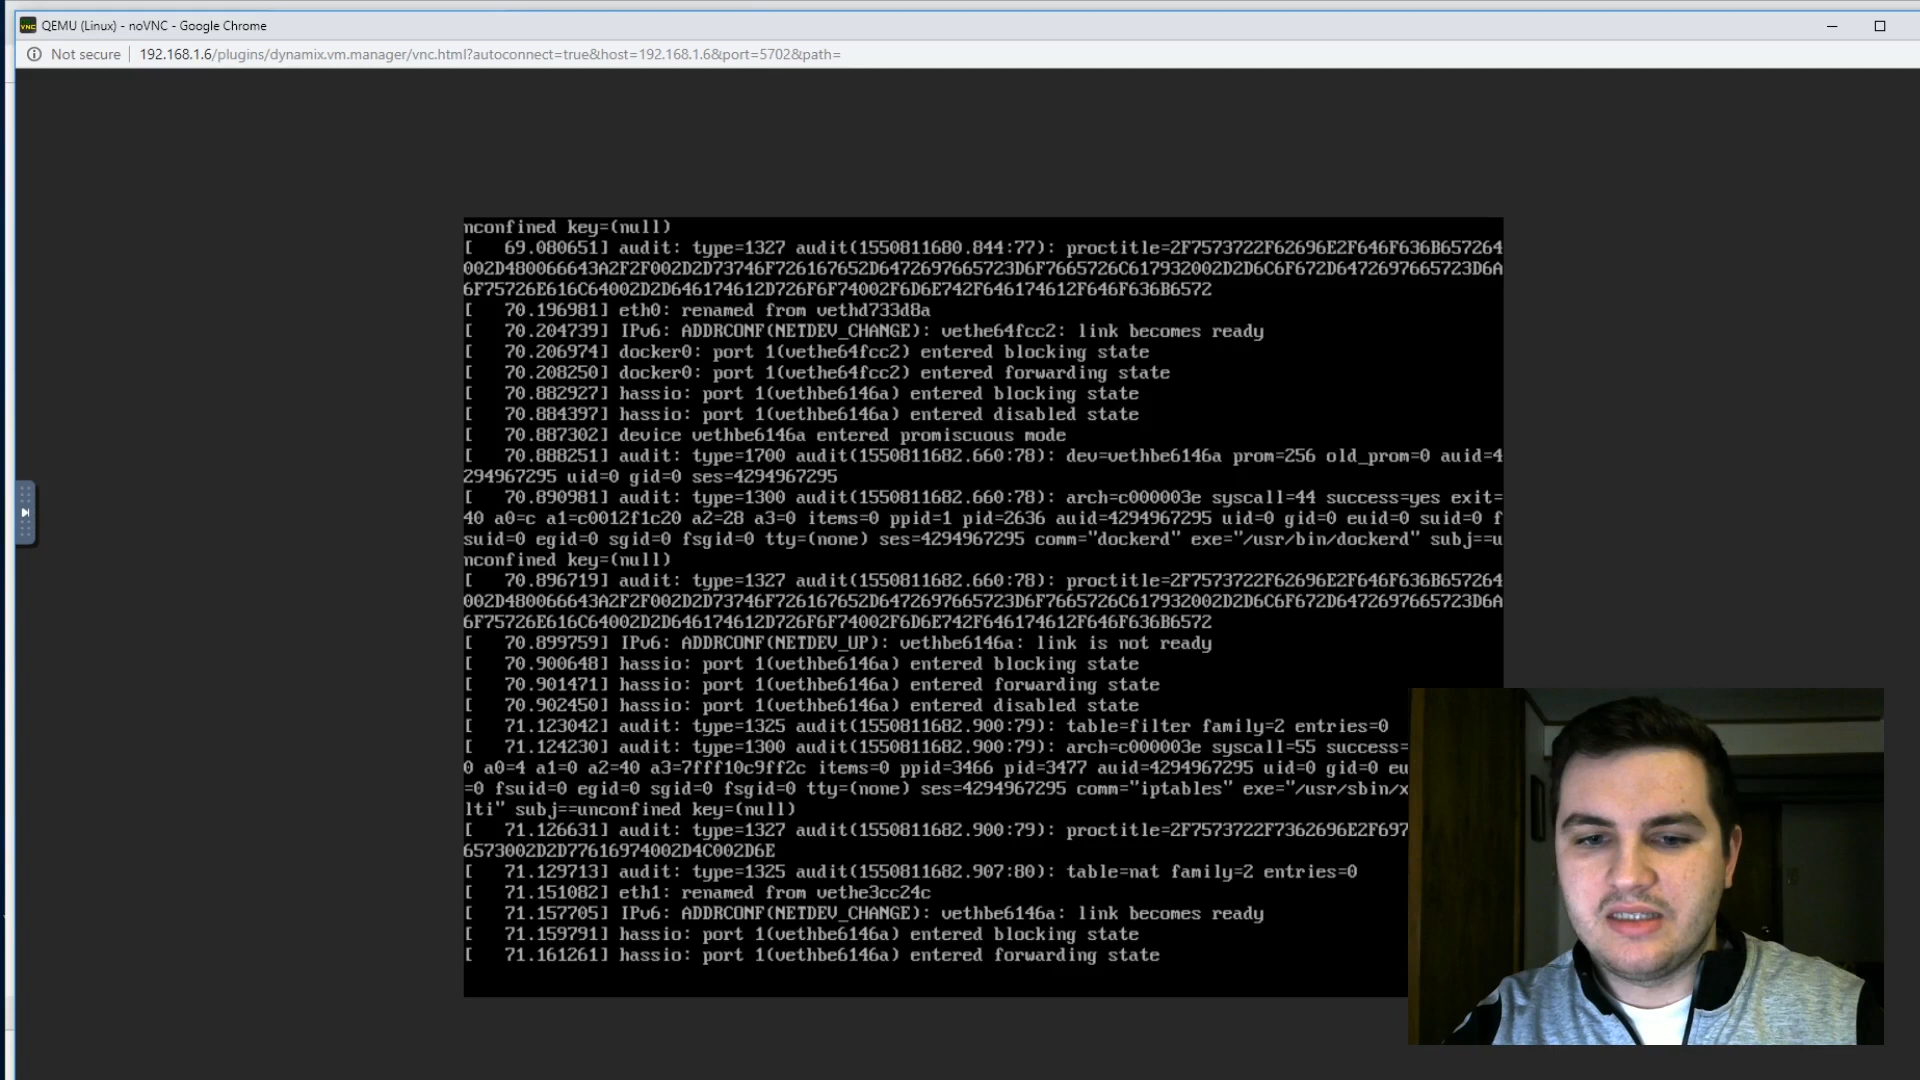 QEMU (Linux) - noVNC - Google Chrome
Not secure 192.168.1.6/plugins/dynamix.vm.manager/vnc.html?autoconnect=true&host=192.168.1.6&port=5702&path=
nconfined key=(null)
[   69.080651] audit: type=1327 audit(1550811680.844:77): proctitle=2F7573722F62696E2F646F636B657264
002D480066643A2F2F002D2D73746F726167652D6472697665723D6F7665726C617932002D2D6C6F672D6472697665723D6A
6F75726E616C64002D2D646174612D726F6F74002F6D6E742F646174612F646F636B6572
[   70.196981] eth0: renamed from vethd733d8a
[   70.204739] IPv6: ADDRCONF(NETDEV_CHANGE): vethe64fcc2: link becomes ready
[   70.206974] docker0: port 1(vethe64fcc2) entered blocking state
[   70.208250] docker0: port 1(vethe64fcc2) entered forwarding state
[   70.882927] hassio: port 1(vethbe6146a) entered blocking state
[   70.884397] hassio: port 1(vethbe6146a) entered disabled state
[   70.887302] device vethbe6146a entered promiscuous mode
[   70.888251] audit: type=1700 audit(1550811682.660:78): dev=vethbe6146a prom=256 old_prom=0 auid=4
294967295 uid=0 gid=0 ses=4294967295
[   70.890981] audit: type=1300 audit(1550811682.660:78): arch=c000003e syscall=44 success=yes exit=
40 a0=c a1=c0012f1c20 a2=28 a3=0 items=0 ppid=1 pid=2636 auid=4294967295 uid=0 gid=0 euid=0 suid=0 f
suid=0 egid=0 sgid=0 fsgid=0 tty=(none) ses=4294967295 comm="dockerd" exe="/usr/bin/dockerd" subj==u
nconfined key=(null)
[   70.896719] audit: type=1327 audit(1550811682.660:78): proctitle=2F7573722F62696E2F646F636B657264
002D480066643A2F2F002D2D73746F726167652D6472697665723D6F7665726C617932002D2D6C6F672D6472697665723D6A
6F75726E616C64002D2D646174612D726F6F74002F6D6E742F646174612F646F636B6572
[   70.899759] IPv6: ADDRCONF(NETDEV_UP): vethbe6146a: link is not ready
[   70.900648] hassio: port 1(vethbe6146a) entered blocking state
[   70.901471] hassio: port 1(vethbe6146a) entered forwarding state
[   70.902450] hassio: port 1(vethbe6146a) entered disabled state
[   71.123042] audit: type=1325 audit(1550811682.900:79): table=filter family=2 entries=0
[   71.124230] audit: type=1300 audit(1550811682.900:79): arch=c000003e syscall=55 success=
0 a0=4 a1=0 a2=40 a3=7fff10c9ff2c items=0 ppid=3466 pid=3477 auid=4294967295 uid=0 gid=0 eu
=0 fsuid=0 egid=0 sgid=0 fsgid=0 tty=(none) ses=4294967295 comm="iptables" exe="/usr/sbin/x
lti" subj==unconfined key=(null)
[   71.126631] audit: type=1327 audit(1550811682.900:79): proctitle=2F7573722F7362696E2F697
6573002D2D77616974002D4C002D6E
[   71.129713] audit: type=1325 audit(1550811682.907:80): table=nat family=2 entries=0
[   71.151082] eth1: renamed from vethe3cc24c
[   71.157705] IPv6: ADDRCONF(NETDEV_CHANGE): vethbe6146a: link becomes ready
[   71.159791] hassio: port 1(vethbe6146a) entered blocking state
[   71.161261] hassio: port 1(vethbe6146a) entered forwarding state